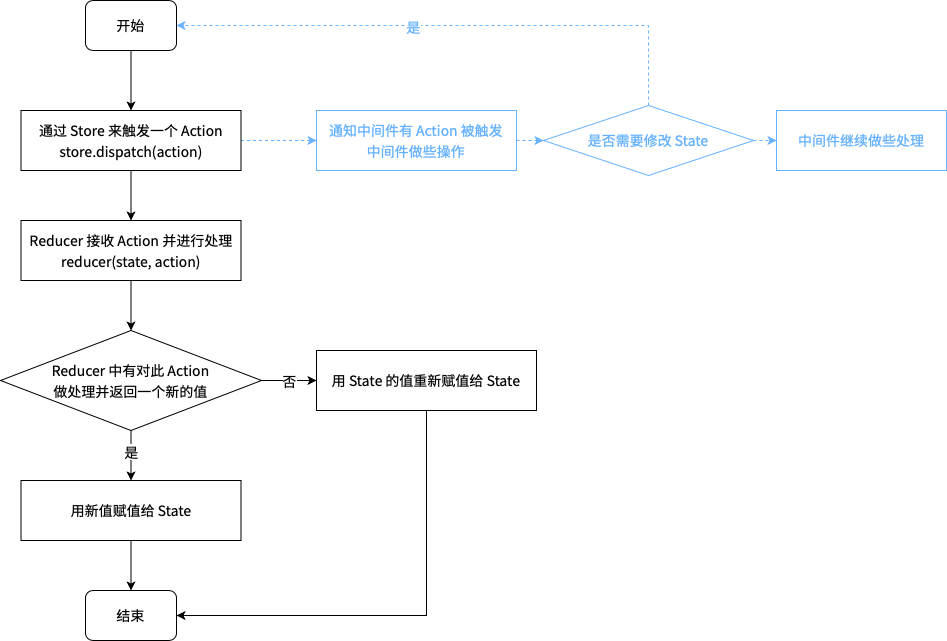 开始
是
通过 Store 来触发一个 Action
store.dispatch(action)
通知中间件有 Action 被触发
中间件做些操作
是否需要修改 State
中间件继续做些处理
Reducer 接收 Action 并进行处理
reducer(state, action)
Reducer 中有对此 Action
做处理并返回一个新的值
否
用 State 的值重新赋值给 State
是
用新值赋值给 State
结束